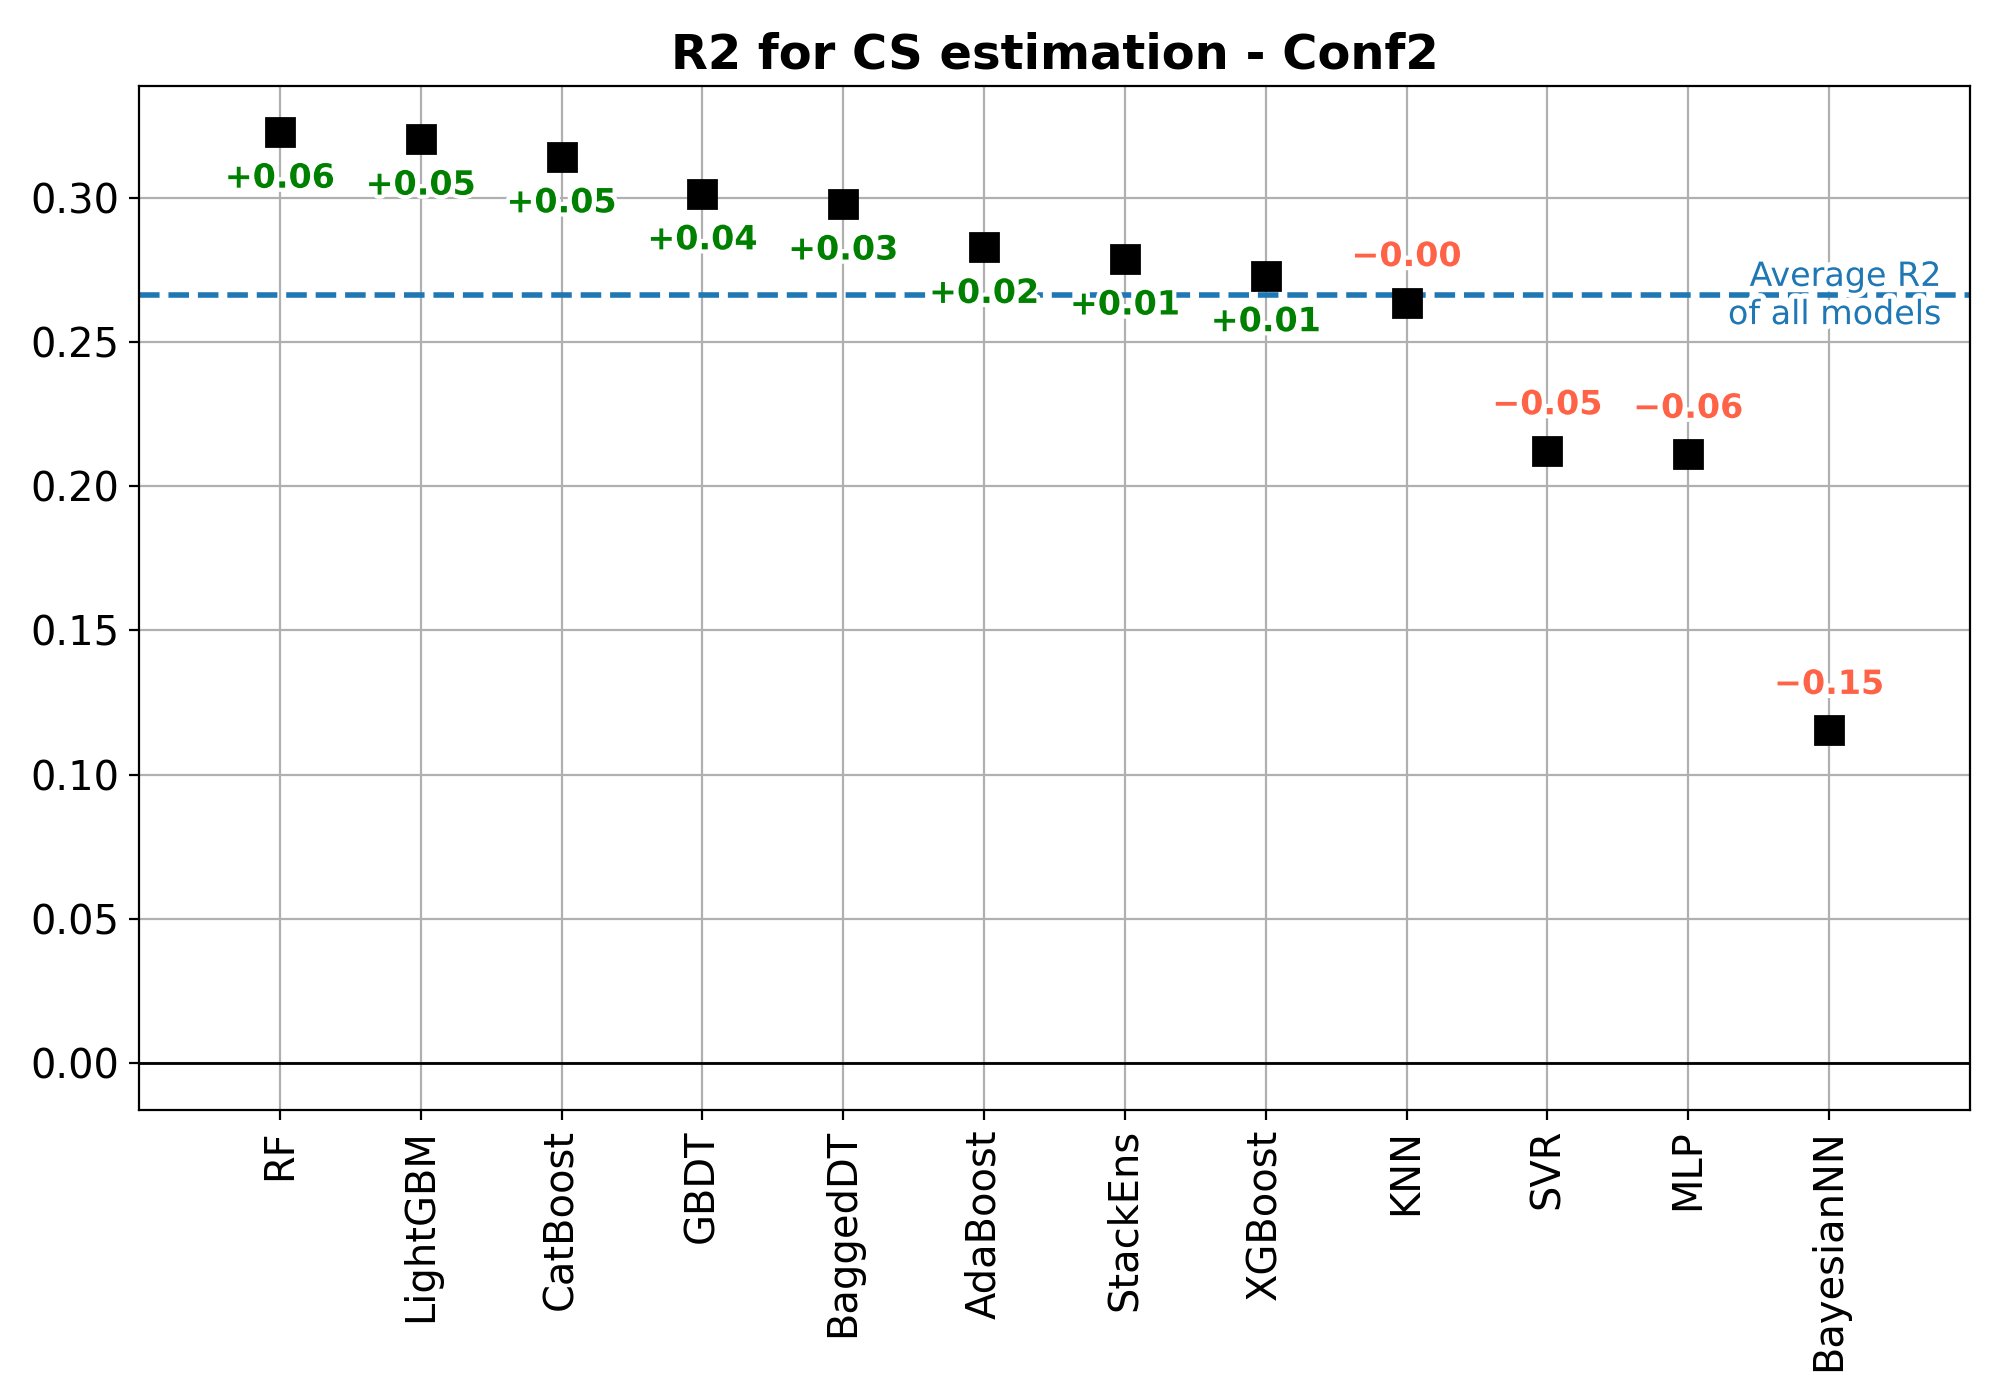 R2 for CS estimation - Conf2
0.30
0.25
0.20
0.15
0.10
0.05
0.00
+0.06
+0.05
+0.05
+0.04
+0.03
+0.02
+0.01
+0.01
−0.00
−0.05
−0.06
−0.15
Average R2
of all models
RF
LightGBM
CatBoost
GBDT
BaggedDT
AdaBoost
StackEns
XGBoost
KNN
SVR
MLP
BayesianNN